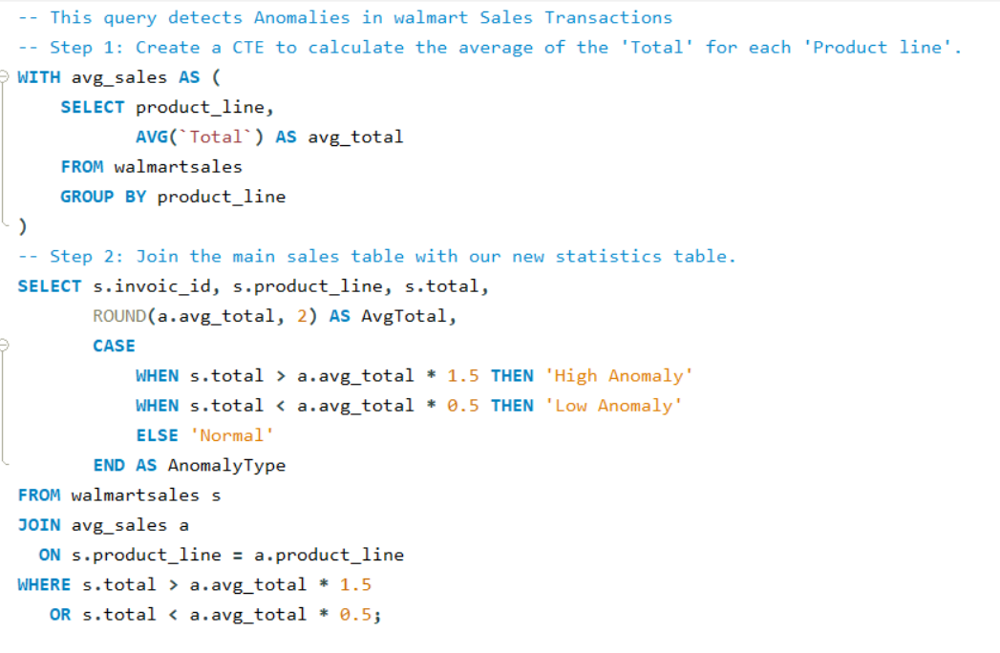 -- This query detects Anomalies in walmart Sales Transactions
-- Step 1: Create a CTE to calculate the average of the 'Total' for each 'Product line'.
WITH avg_sales AS (
    SELECT product_line,
           AVG(`Total`) AS avg_total
    FROM walmartsales
    GROUP BY product_line
)
-- Step 2: Join the main sales table with our new statistics table.
SELECT s.invoic_id, s.product_line, s.total,
       ROUND(a.avg_total, 2) AS AvgTotal,
       CASE
           WHEN s.total > a.avg_total * 1.5 THEN 'High Anomaly'
           WHEN s.total < a.avg_total * 0.5 THEN 'Low Anomaly'
           ELSE 'Normal'
       END AS AnomalyType
FROM walmartsales s
JOIN avg_sales a
  ON s.product_line = a.product_line
WHERE s.total > a.avg_total * 1.5
   OR s.total < a.avg_total * 0.5;